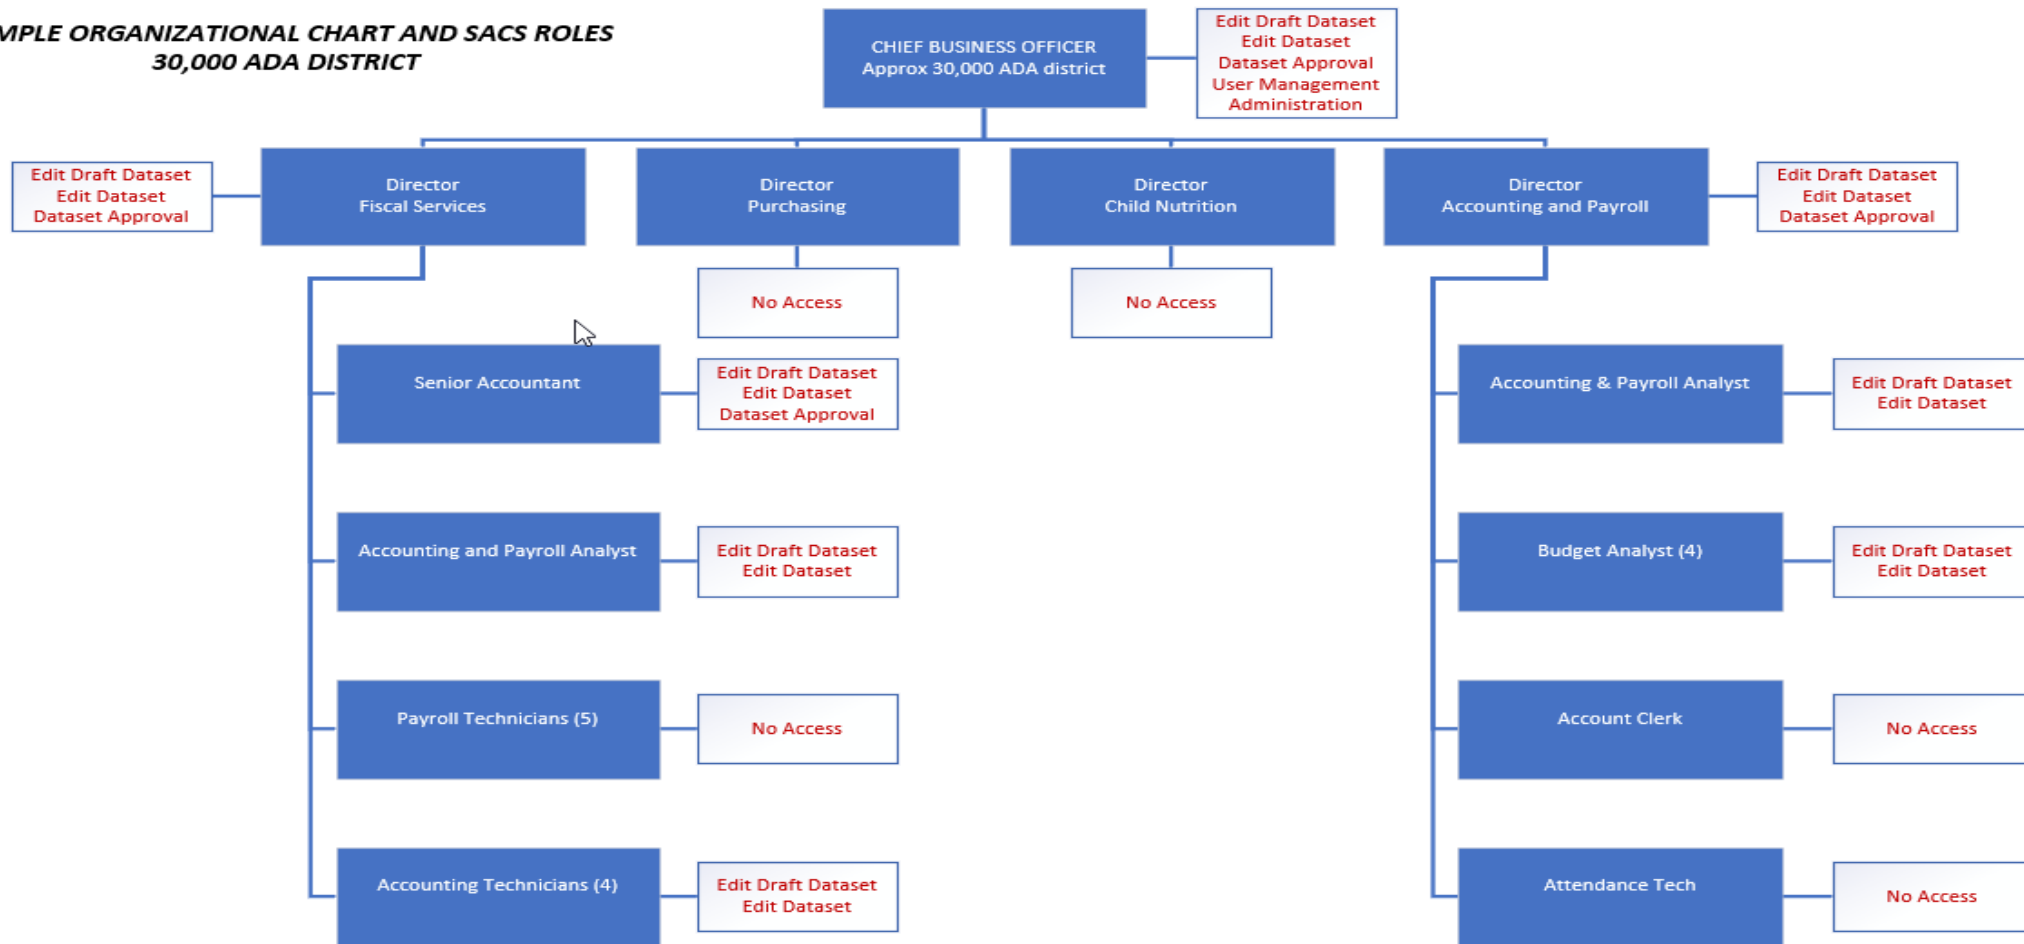 MPLE ORGANIZATIONAL CHART AND SACS ROLES
30,000 ADA DISTRICT
CHIEF BUSINESS OFFICER
Approx 30,000 ADA district
Edit Draft Dataset
Edit Dataset
Dataset Approval
User Management
Administration
Edit Draft Dataset
Edit Dataset
Dataset Approval
Director
Fiscal Services
Director
Purchasing
Director
Child Nutrition
Director
Accounting and Payroll
Edit Draft Dataset
Edit Dataset
Dataset Approval
No Access
No Access
Senior Accountant
Edit Draft Dataset
Edit Dataset
Dataset Approval
Accounting & Payroll Analyst
Edit Draft Dataset
Edit Dataset
Accounting and Payroll Analyst
Edit Draft Dataset
Edit Dataset
Budget Analyst (4)
Edit Draft Dataset
Edit Dataset
Payroll Technicians (5)
No Access
Account Clerk
No Access
Accounting Technicians (4)
Edit Draft Dataset
Edit Dataset
Attendance Tech
No Access